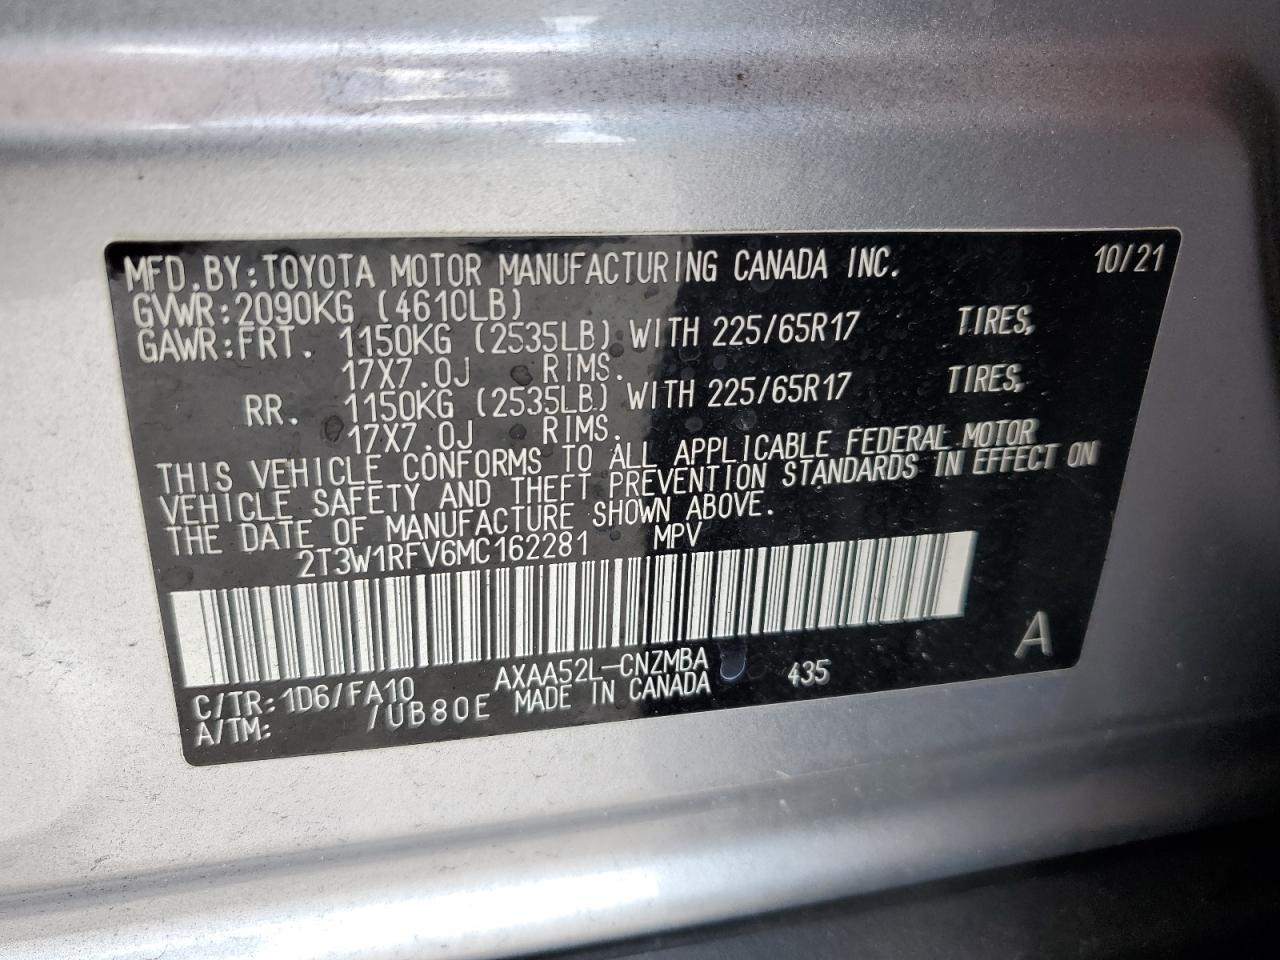 MFD.BY:TOYOTA MOTOR MANUFACTURING CANADA INC. 10/21
GVWR:2090KG (4610LB)
GAWR:FRT. 1150KG (2535LB) WITH 225/65R17 TIRES,
17X7.0J RIMS.
RR. 1150KG (2535LB) WITH 225/65R17 TIRES,
17X7.0J RIMS.
THIS VEHICLE CONFORMS TO ALL APPLICABLE FEDERAL MOTOR
VEHICLE SAFETY AND THEFT PREVENTION STANDARDS IN EFFECT ON
THE DATE OF MANUFACTURE SHOWN ABOVE.
2T3W1RFV6MC162281 MPV
A
C/TR:1D6/FA10 AXAA52L-CNZMBA 435
A/TM: /UB80E MADE IN CANADA